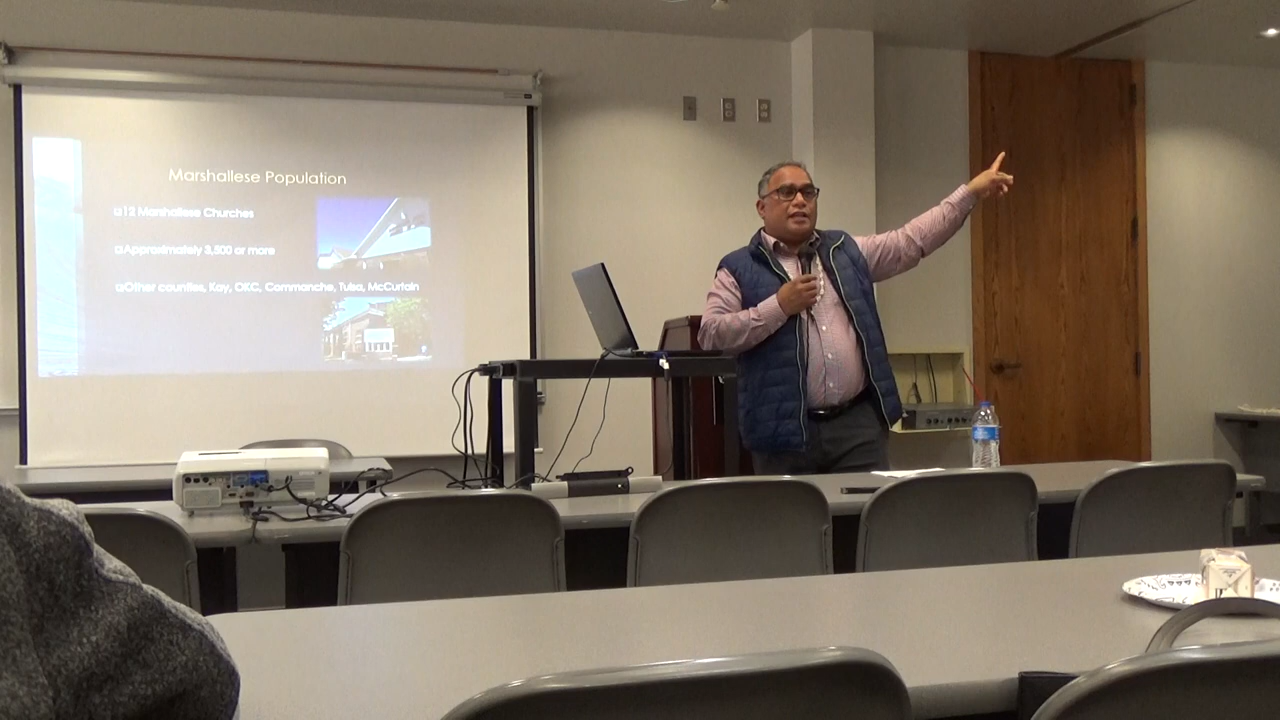 Marshallese Population
12 Marshallese Churches
Approximately 3,500 or more
Other counties, Kay, OKC, Commanche, Tulsa, McCurtain